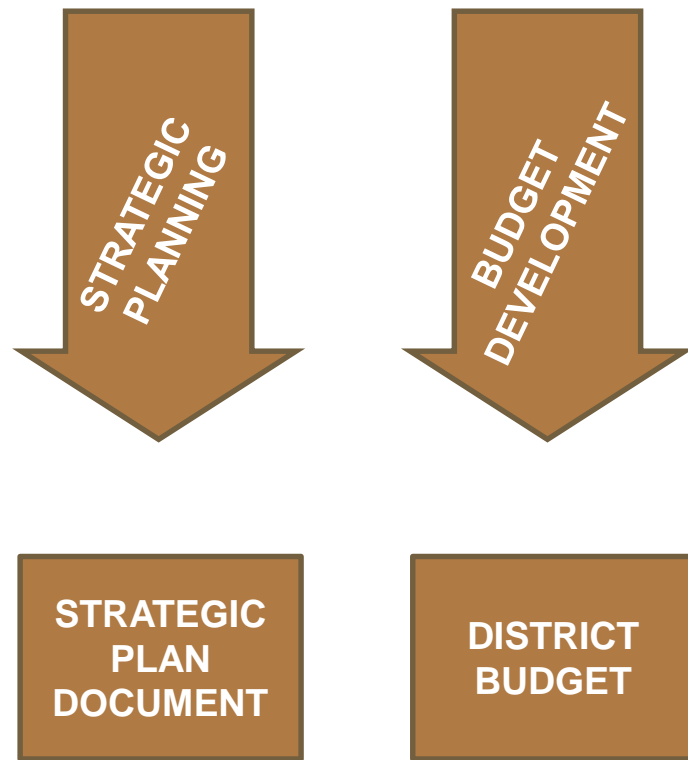 STRATEGIC
PLANNING
BUDGET
DEVELOPMENT
STRATEGIC
PLAN
DOCUMENT
DISTRICT
BUDGET